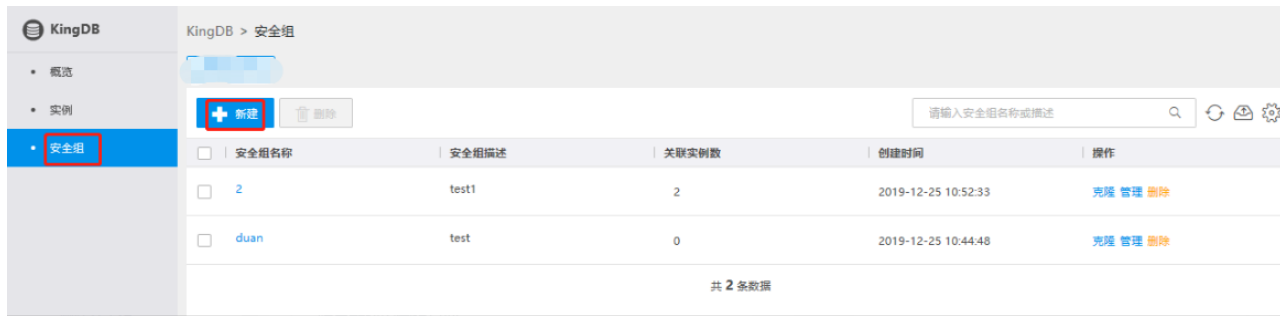 KingDB
KingDB > 安全组
• 概览
• 实例
• 安全组
新建 删除 请输入安全组名称或描述
安全组名称 安全组描述 关联实例数 创建时间 操作
2 test1 2 2019-12-25 10:52:33 克隆 管理 删除
duan test 0 2019-12-25 10:44:48 克隆 管理 删除
共 2 条数据